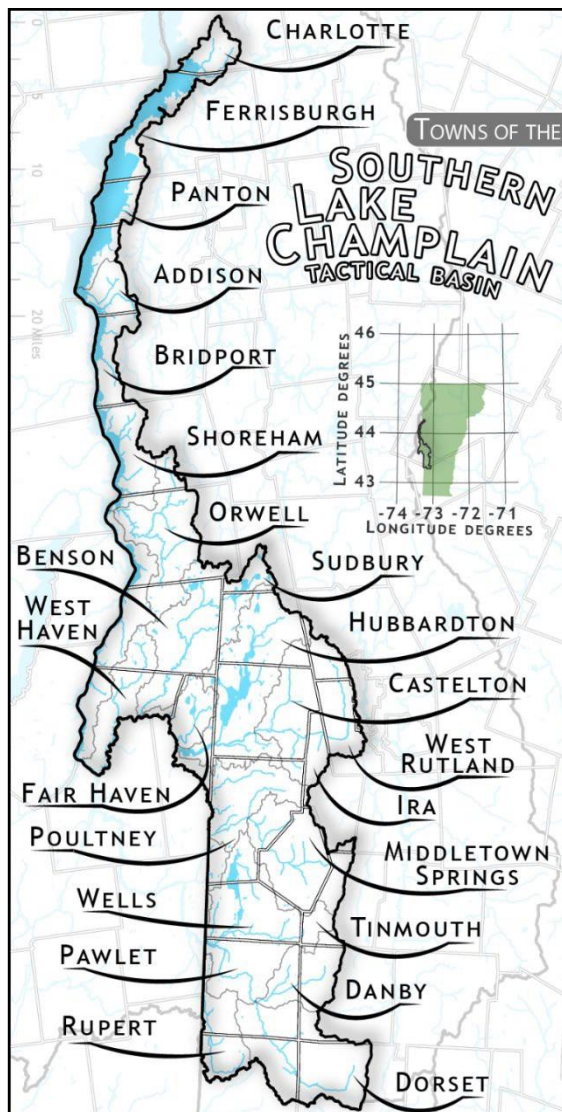 0
5
10
20 Miles
CHARLOTTE
FERRISBURGH
TOWNS OF THE
SOUTHERN
LAKE
CHAMPLAIN
TACTICAL BASIN
PANTON
ADDISON
BRIDPORT
SHOREHAM
ORWELL
LATITUDE DEGREES
46
45
44
43
-74 -73 -72 -71
LONGITUDE DEGREES
BENSON
SUDBURY
WEST
HAVEN
HUBBARDTON
CASTELTON
WEST
RUTLAND
FAIR HAVEN
IRA
POULTNEY
MIDDLETOWN
SPRINGS
WELLS
TINMOUTH
PAWLET
DANBY
RUPERT
DORSET